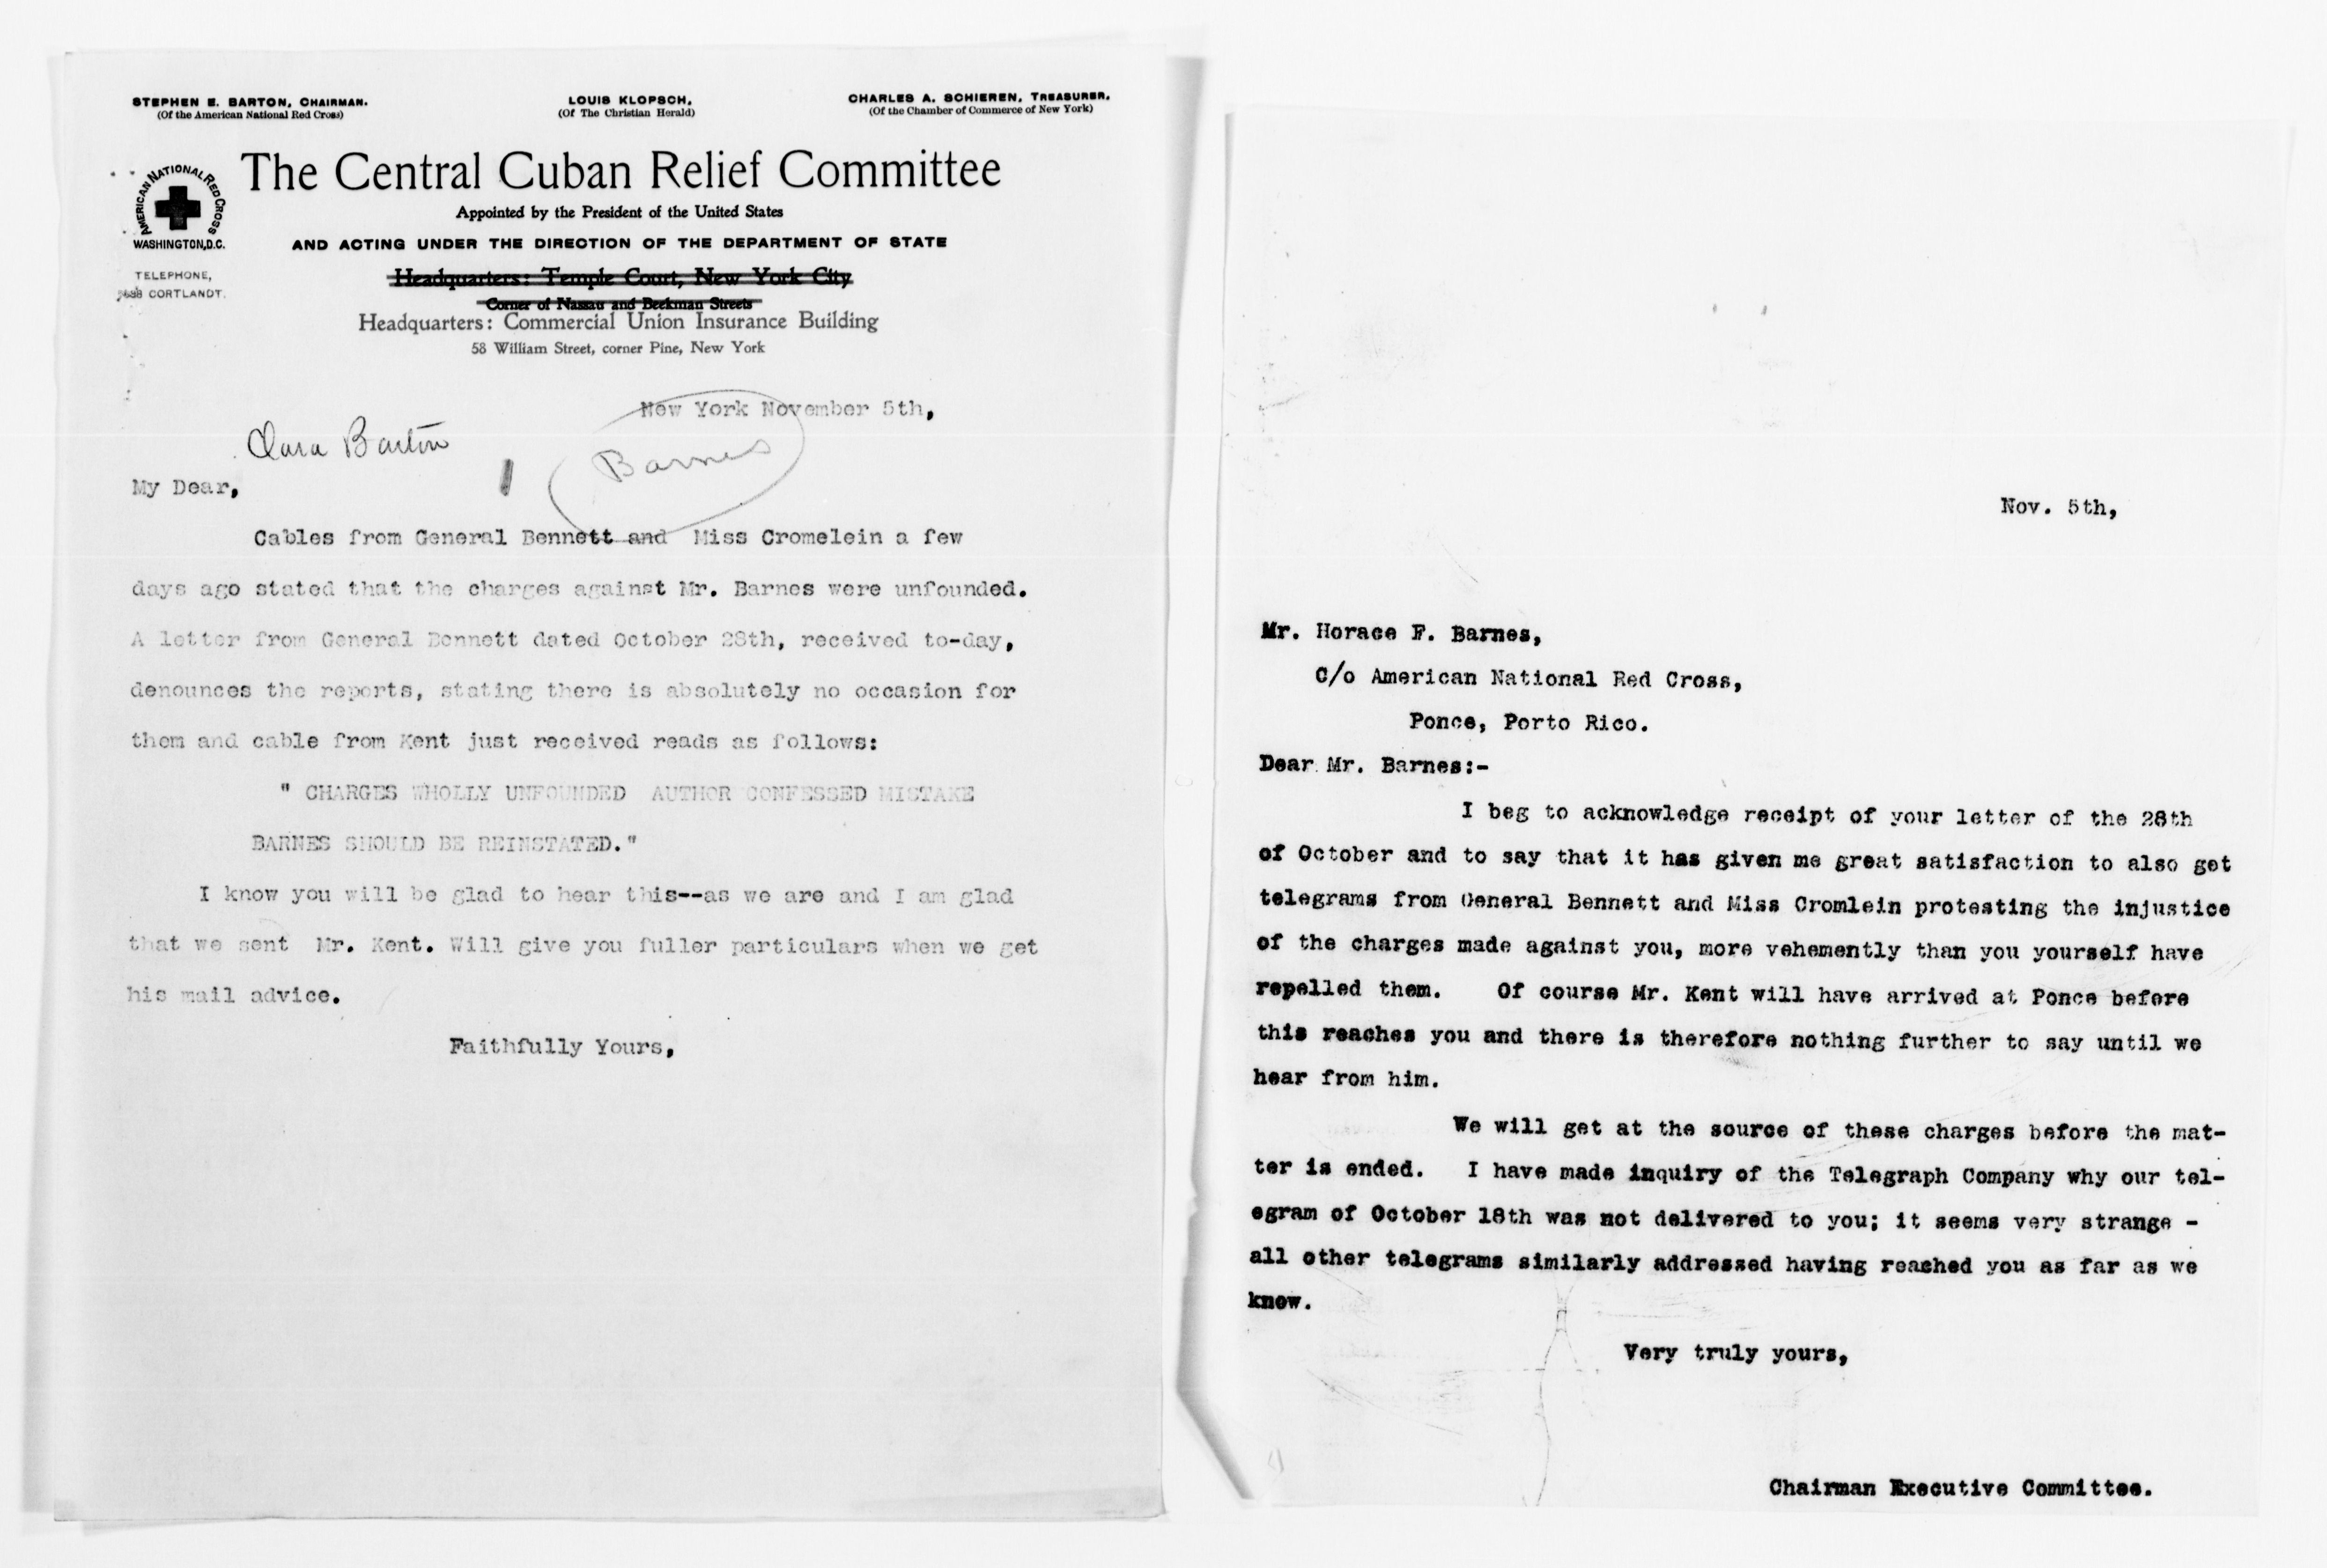 STEPHEN E. BARTON, CHAIRMAN.
(Of the American National Red Cross)
LOUIS KLOPSCH,
(Of The Christian Herald)
CHARLES A. SCHIEREN, TREASURER.
(Of the Chamber of Commerce of New York)
AMERICAN NATIONAL RED CROSS
WASHINGTON, D.C.
TELEPHONE,
CORTLANDT.
The Central Cuban Relief Committee
Appointed by the President of the United States
AND ACTING UNDER THE DIRECTION OF THE DEPARTMENT OF STATE
Headquarters: Temple Court, New York City
Corner of Nassau and Beekman Streets
Headquarters: Commercial Union Insurance Building
58 William Street, corner Pine, New York
New York November 5th,
Clara Barton
Barnes
My Dear,
Cables from General Bennett and Miss Cromelein a few
days ago stated that the charges against Mr. Barnes were unfounded.
A letter from General Bennett dated October 28th, received to-day,
denounces the reports, stating there is absolutely no occasion for
them and cable from Kent just received reads as follows:
" CHARGES WHOLLY UNFOUNDED AUTHOR CONFESSED MISTAKE
BARNES SHOULD BE REINSTATED."
I know you will be glad to hear this--as we are and I am glad
that we sent Mr. Kent. Will give you fuller particulars when we get
his mail advice.
Faithfully Yours,
Nov. 5th,
Mr. Horace F. Barnes,
C/o American National Red Cross,
Ponce, Porto Rico.
Dear Mr. Barnes:-
I beg to acknowledge receipt of your letter of the 28th
of October and to say that it has given me great satisfaction to also get
telegrams from General Bennett and Miss Cromlein protesting the injustice
of the charges made against you, more vehemently than you yourself have
repelled them. Of course Mr. Kent will have arrived at Ponce before
this reaches you and there is therefore nothing further to say until we
hear from him.
We will get at the source of these charges before the mat-
ter is ended. I have made inquiry of the Telegraph Company why our tel-
egram of October 18th was not delivered to you; it seems very strange -
all other telegrams similarly addressed having reached you as far as we
know.
Very truly yours,
Chairman Executive Committee.